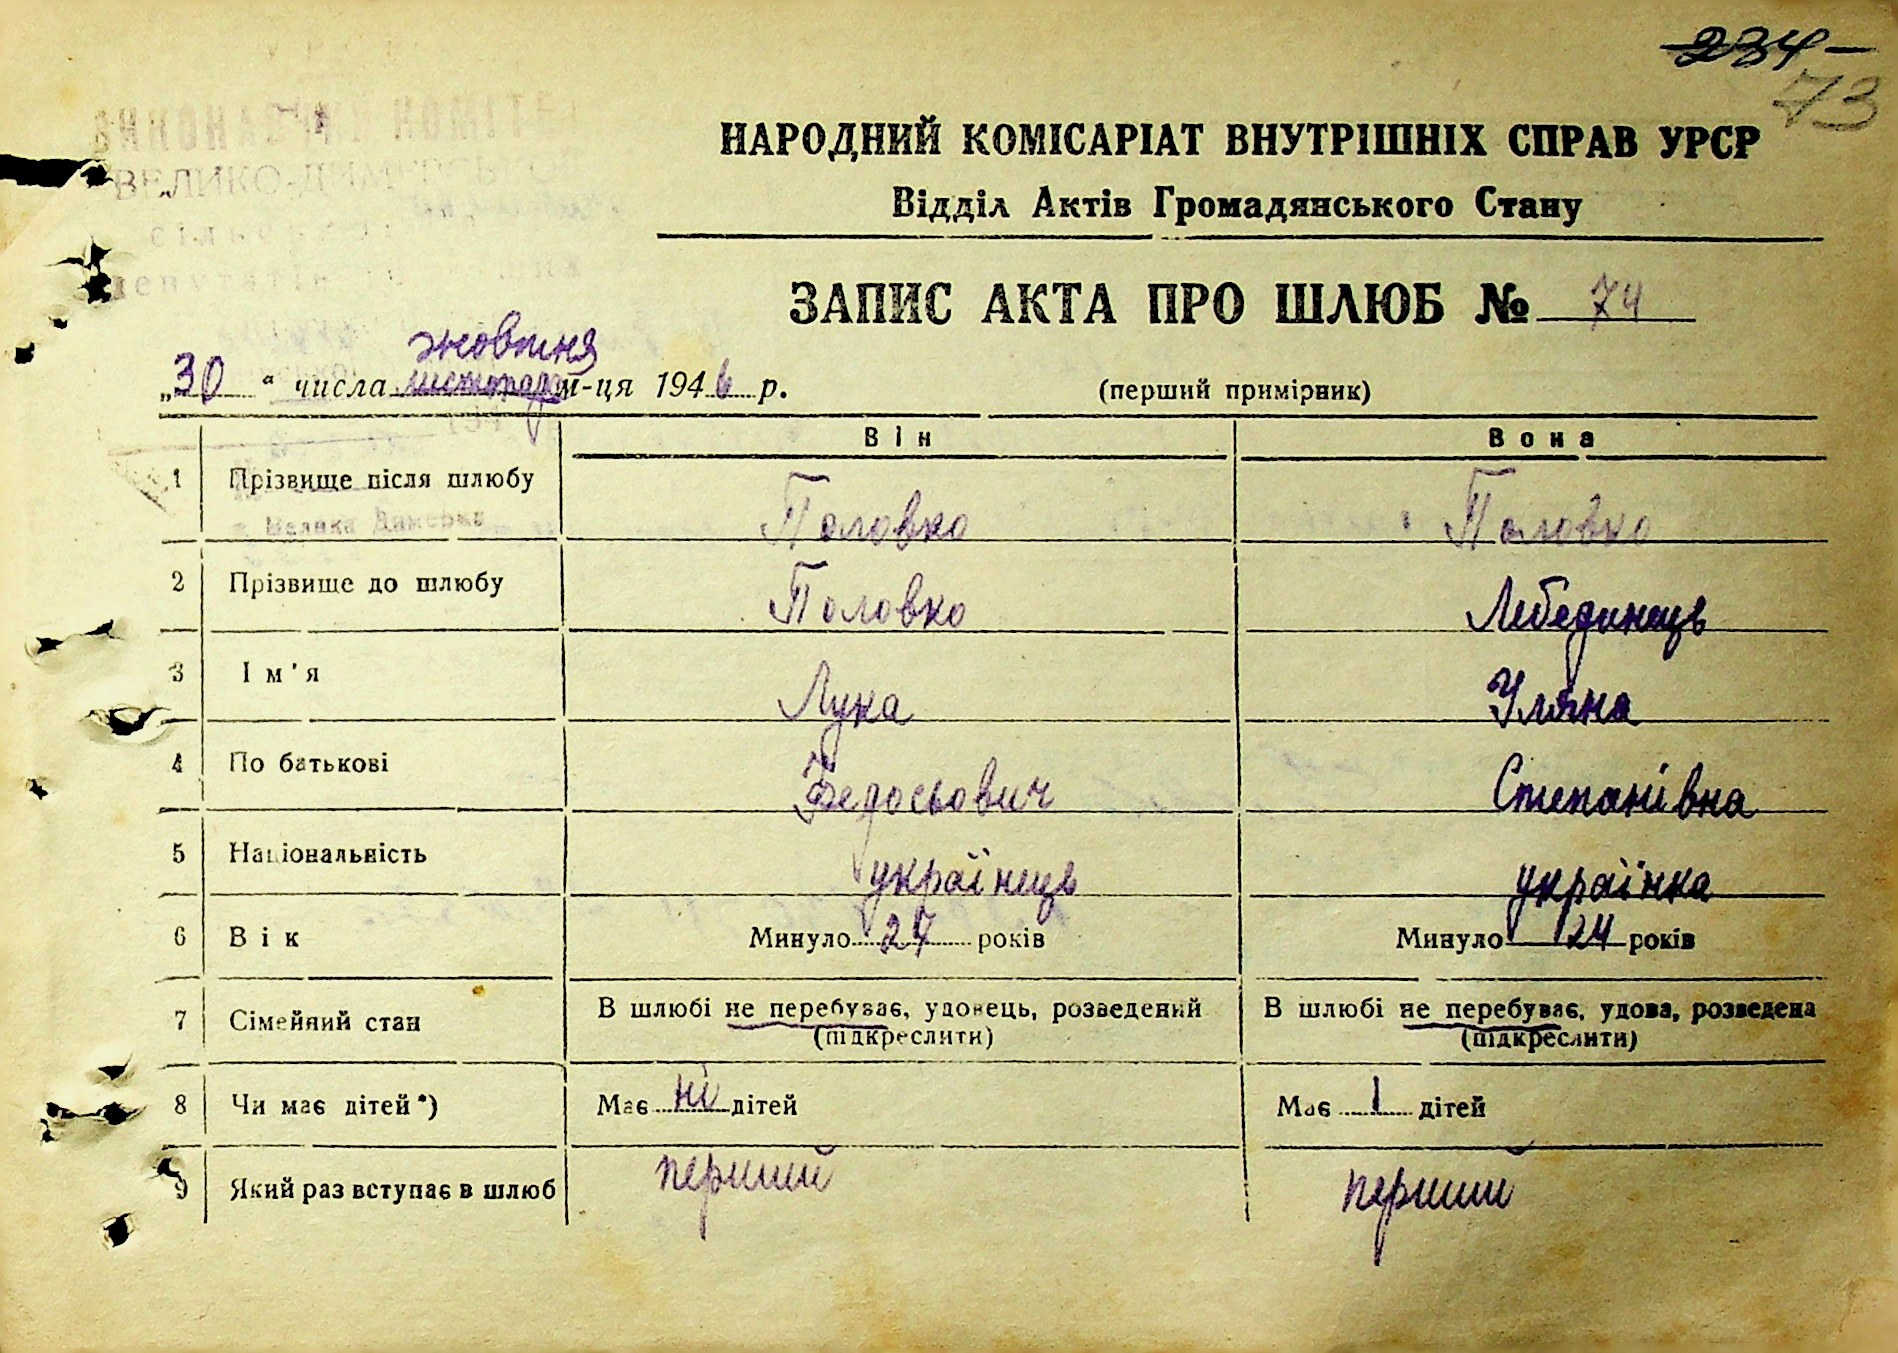 234
73
НАРОДНИЙ КОМІСАРІАТ ВНУТРІШНІХ СПРАВ УРСР
Відділ Актів Громадянського Стану
ЗАПИС АКТА ПРО ШЛЮБ № 74
жовтня
„30“ числа листопада м-ця 1946 р. (перший примірник)
Він Вона
1 Прізвище після шлюбу Половко Половко
2 Прізвище до шлюбу Половко Лебединець
3 Ім'я Лука Уляна
4 По батькові Федосьович Степанівна
5 Національність українець українка
6 Вік Минуло 24 років Минуло 24 років
7 Сімейний стан В шлюбі не перебуває, удовець, розведений (підкреслити) В шлюбі не перебуває, удова, розведена (підкреслити)
8 Чи має дітей*) Має ні дітей Має 1 дітей
9 Який раз вступає в шлюб перший перший